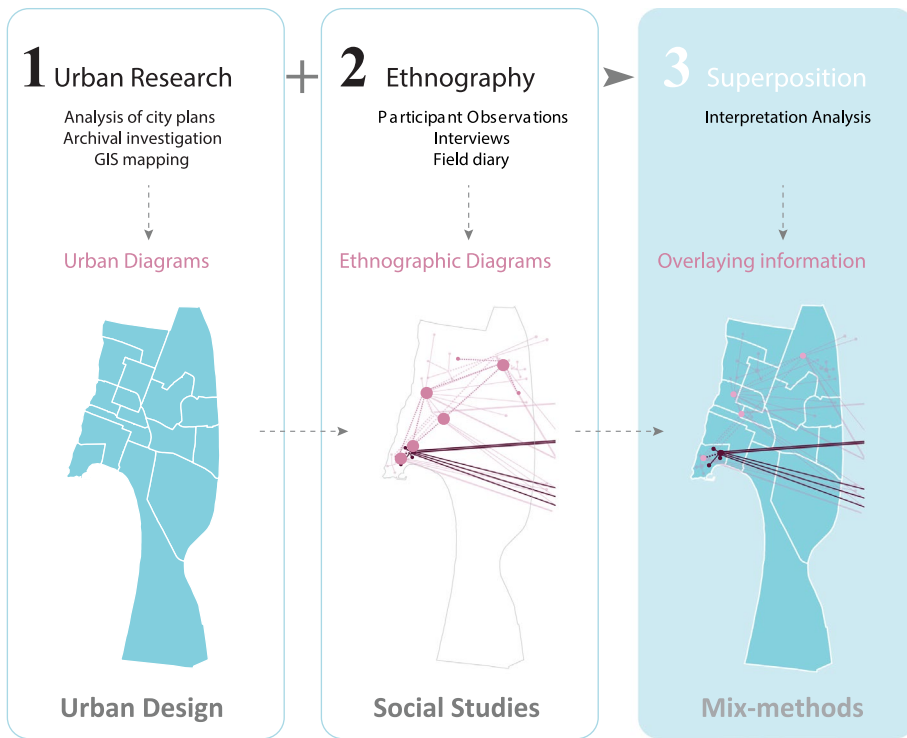 1 Urban Research
Analysis of city plans
Archival investigation
GIS mapping
Urban Diagrams
Urban Design
+
2 Ethnography
Participant Observations
Interviews
Field diary
Ethnographic Diagrams
Social Studies
3 Superposition
Interpretation Analysis
Overlaying information
Mix-methods